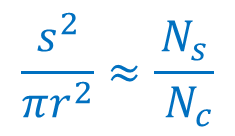 s² / πr² ≈ N_s / N_c